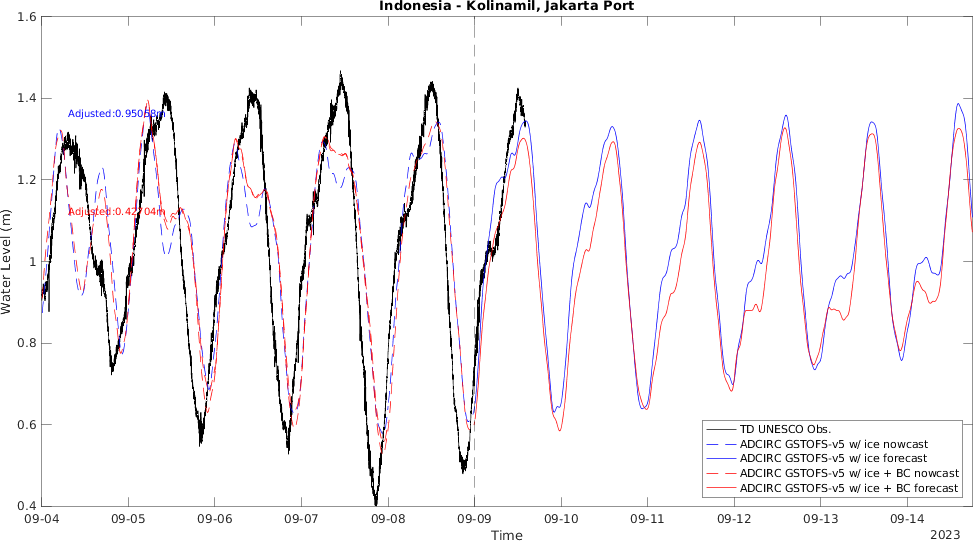 Indonesia - Kolinamil, Jakarta Port
1.6
1.4
1.2
1
0.8
0.6
0.4
Water Level (m)
Adjusted:0.95058m
Adjusted:0.42704m
TD UNESCO Obs.
ADCIRC GSTOFS-v5 w/ ice nowcast
ADCIRC GSTOFS-v5 w/ ice forecast
ADCIRC GSTOFS-v5 w/ ice + BC nowcast
ADCIRC GSTOFS-v5 w/ ice + BC forecast
09-04 09-05 09-06 09-07 09-08 09-09 09-10 09-11 09-12 09-13 09-14
Time
2023